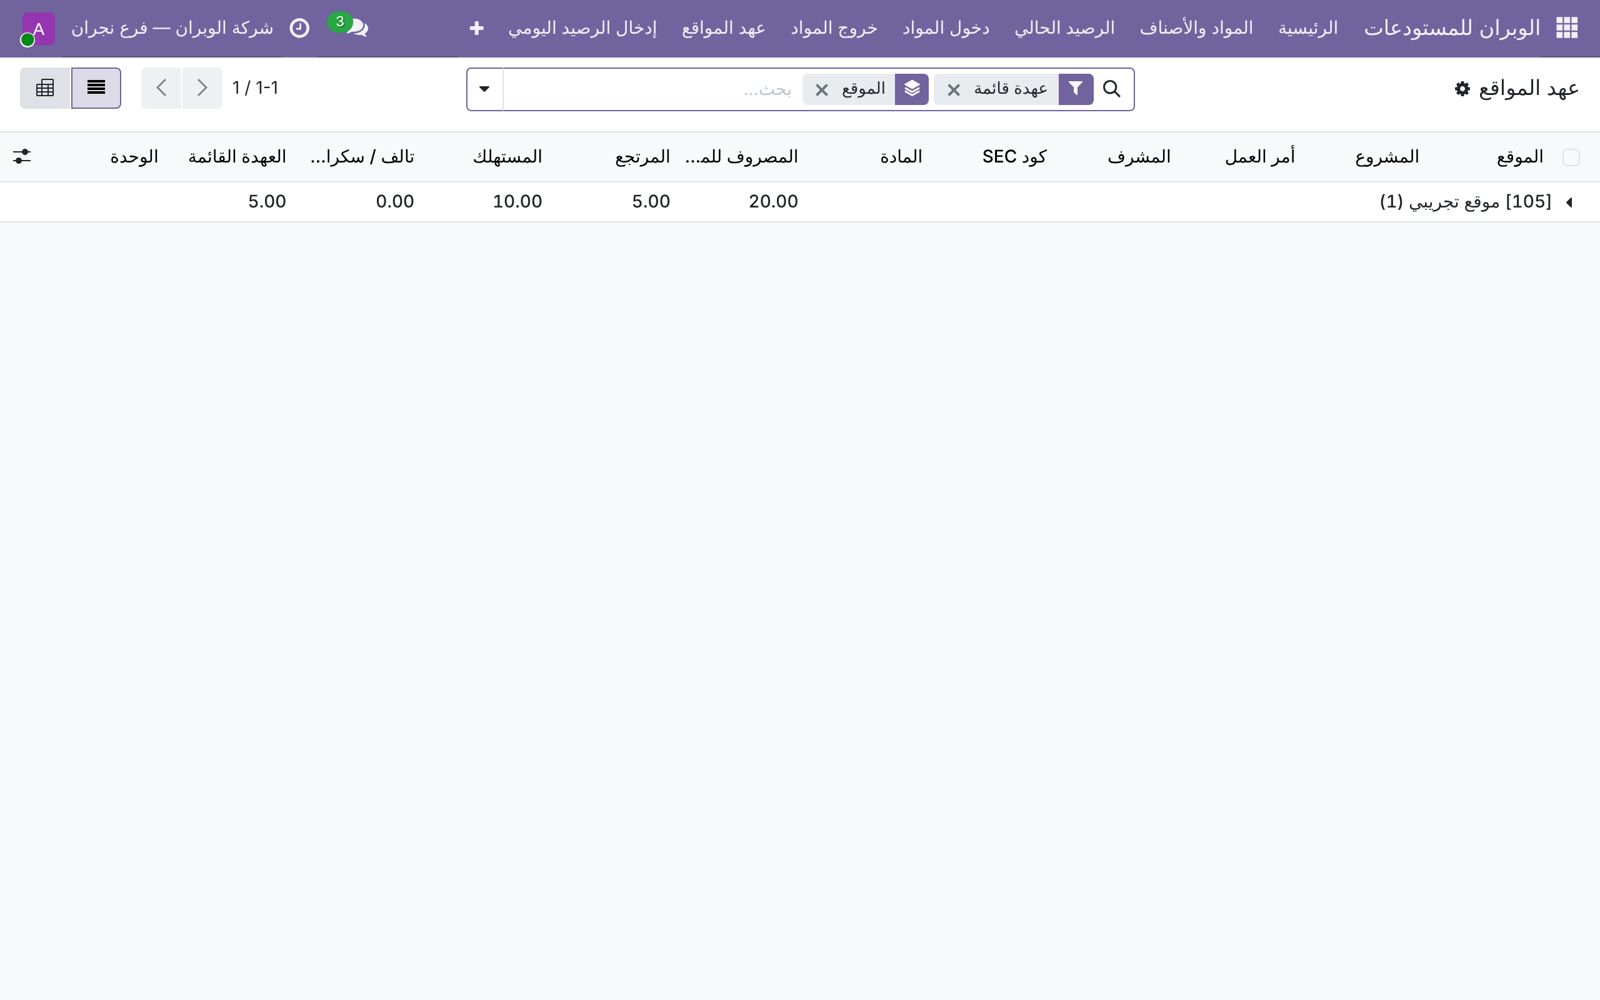 الوبران للمستودعات الرئيسية المواد والأصناف الرصيد الحالي دخول المواد خروج المواد عهد المواقع إدخال الرصيد اليومي + 3 شركة الوبران — فرع نجران A
عهد المواقع عهدة قائمة الموقع بحث... 1-1 / 1
الموقع المشروع أمر العمل المشرف كود SEC المادة المصروف للمـ... المرتجع المستهلك تالف / سكرا... العهدة القائمة الوحدة
[105] موقع تجريبي (1) 20.00 5.00 10.00 0.00 5.00